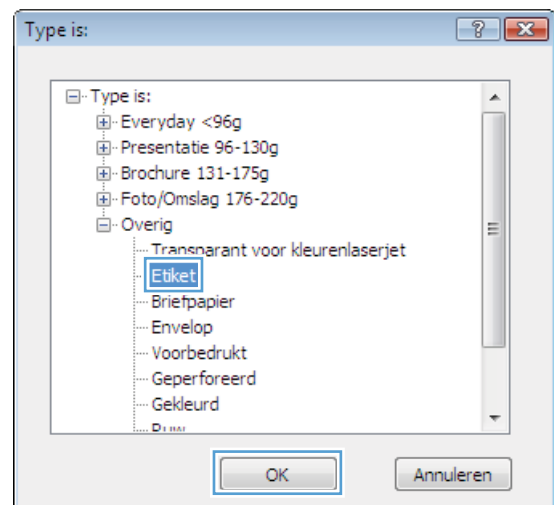 Type is:
Type is:
Everyday <96g
Presentatie 96-130g
Brochure 131-175g
Foto/Omslag 176-220g
Overig
Transparant voor kleurenlaserjet
Etiket
Briefpapier
Envelop
Voorbedrukt
Geperforeerd
Gekleurd
OK Annuleren